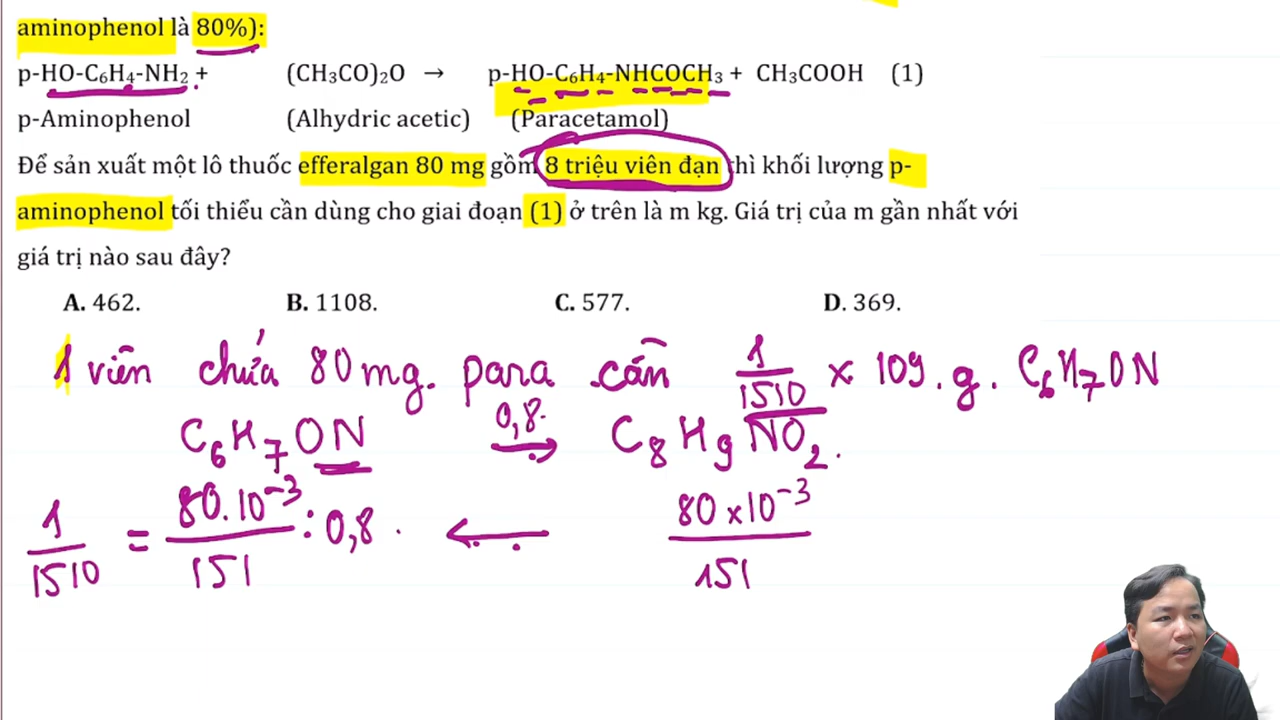 aminophenol là 80%):
p-HO-C₆H₄-NH₂ + (CH₃CO)₂O → p-HO-C₆H₄-NHCOCH₃ + CH₃COOH (1)
p-Aminophenol (Alhydric acetic) (Paracetamol)
Để sản xuất một lô thuốc efferalgan 80 mg gồm 8 triệu viên đạn thì khối lượng p-
aminophenol tối thiểu cần dùng cho giai đoạn (1) ở trên là m kg. Giá trị của m gần nhất với
giá trị nào sau đây?
A. 462. B. 1108. C. 577. D. 369.
1 viên chứa 80mg. para cần 1/1510 × 109.g. C₆H₇ON
C₆H₇ON 0,8. → C₈H₉NO₂.
1/1510 = 80.10⁻³/151 : 0,8. ← 80×10⁻³/151